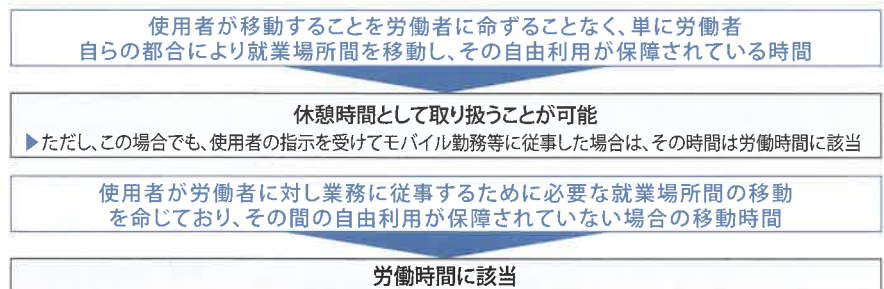 使用者が移動することを労働者に命ずることなく、単に労働者
自らの都合により就業場所間を移動し、その自由利用が保障されている時間
休憩時間として取り扱うことが可能
▶ただし、この場合でも、使用者の指示を受けてモバイル勤務等に従事した場合は、その時間は労働時間に該当
使用者が労働者に対し業務に従事するために必要な就業場所間の移動
を命じており、その間の自由利用が保障されていない場合の移動時間
労働時間に該当